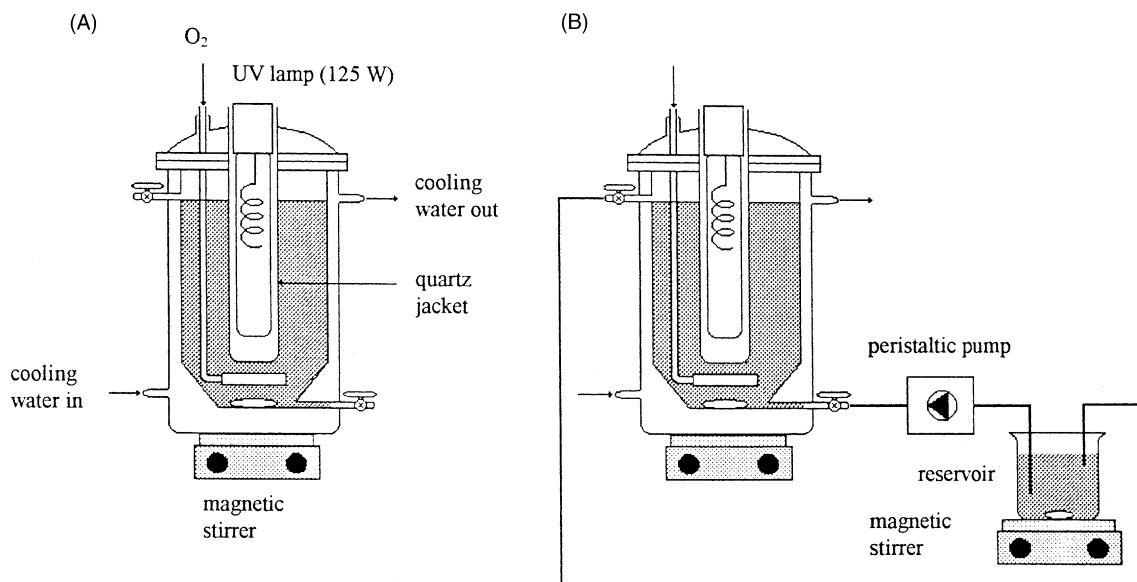 (A)
O₂
UV lamp (125 W)
cooling
water out
quartz
jacket
cooling
water in
magnetic
stirrer
(B)
peristaltic pump
reservoir
magnetic
stirrer